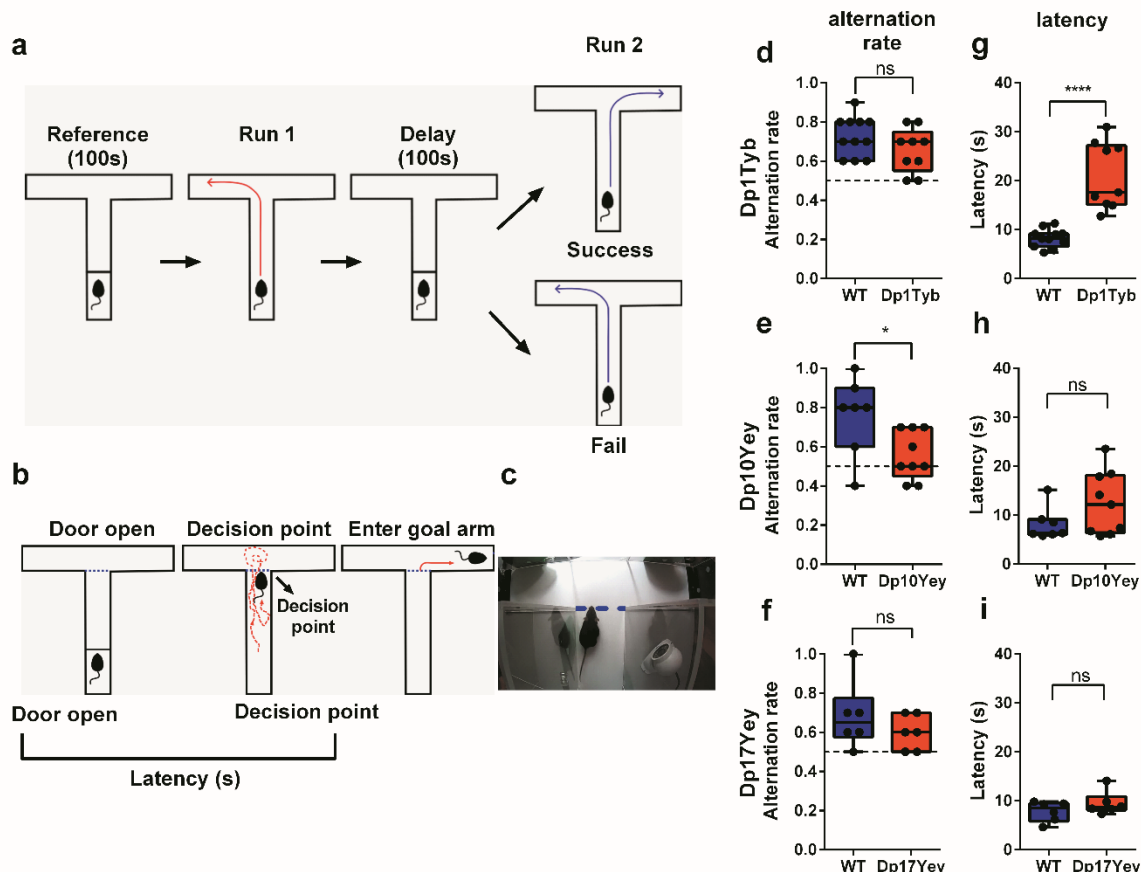 a
Reference
(100s)
Run 1
Delay
(100s)
Run 2
Success
Fail
b
Door open
Decision point
Enter goal arm
Decision
point
Door open
Decision point
Latency (s)
c
alternation
rate
latency
d
ns
Dp1Tyb
Alternation rate
1.0
0.8
0.6
0.4
0.2
0.0
WT
Dp1Tyb
g
****
Latency (s)
40
30
20
10
0
WT
Dp1Tyb
e
*
Dp10Yey
Alternation rate
1.0
0.8
0.6
0.4
0.2
0.0
WT
Dp10Yey
h
ns
Latency (s)
40
30
20
10
0
WT
Dp10Yey
f
ns
Dp17Yey
Alternation rate
1.0
0.8
0.6
0.4
0.2
0.0
WT
Dp17Yey
i
ns
Latency (s)
40
30
20
10
0
WT
Dp17Yey